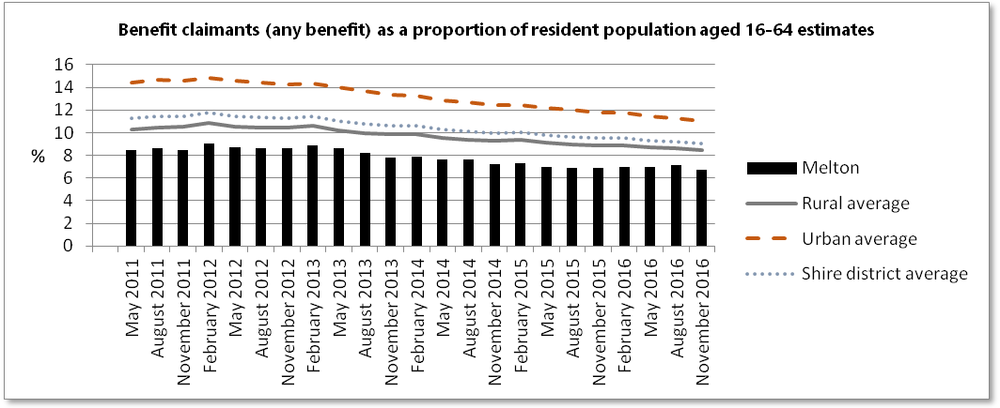 Benefit claimants (any benefit) as a proportion of resident population aged 16-64 estimates
16
14
12
10
8
6
4
2
0
%
May 2011
August 2011
November 2011
February 2012
May 2012
August 2012
November 2012
February 2013
May 2013
August 2013
November 2013
February 2014
May 2014
August 2014
November 2014
February 2015
May 2015
August 2015
November 2015
February 2016
May 2016
August 2016
November 2016
Melton
Rural average
Urban average
Shire district average